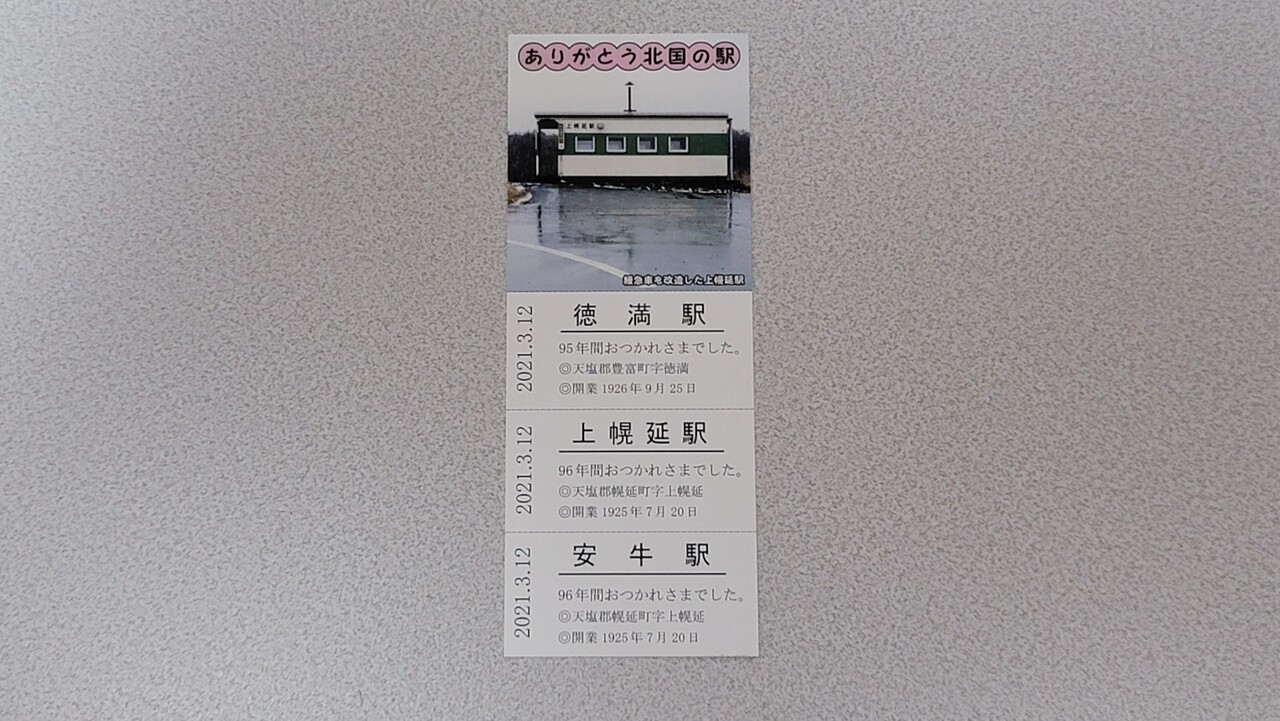 ありがとう北国の駅
上幌延駅
緩急車を改造した上幌延駅
2021.3.12
徳満駅
95年間おつかれさまでした。
◎天塩郡豊富町字徳満
◎開業 1926年9月25日
2021.3.12
上幌延駅
96年間おつかれさまでした。
◎天塩郡幌延町字上幌延
◎開業 1925年7月20日
2021.3.12
安牛駅
96年間おつかれさまでした。
◎天塩郡幌延町字上幌延
◎開業 1925年7月20日